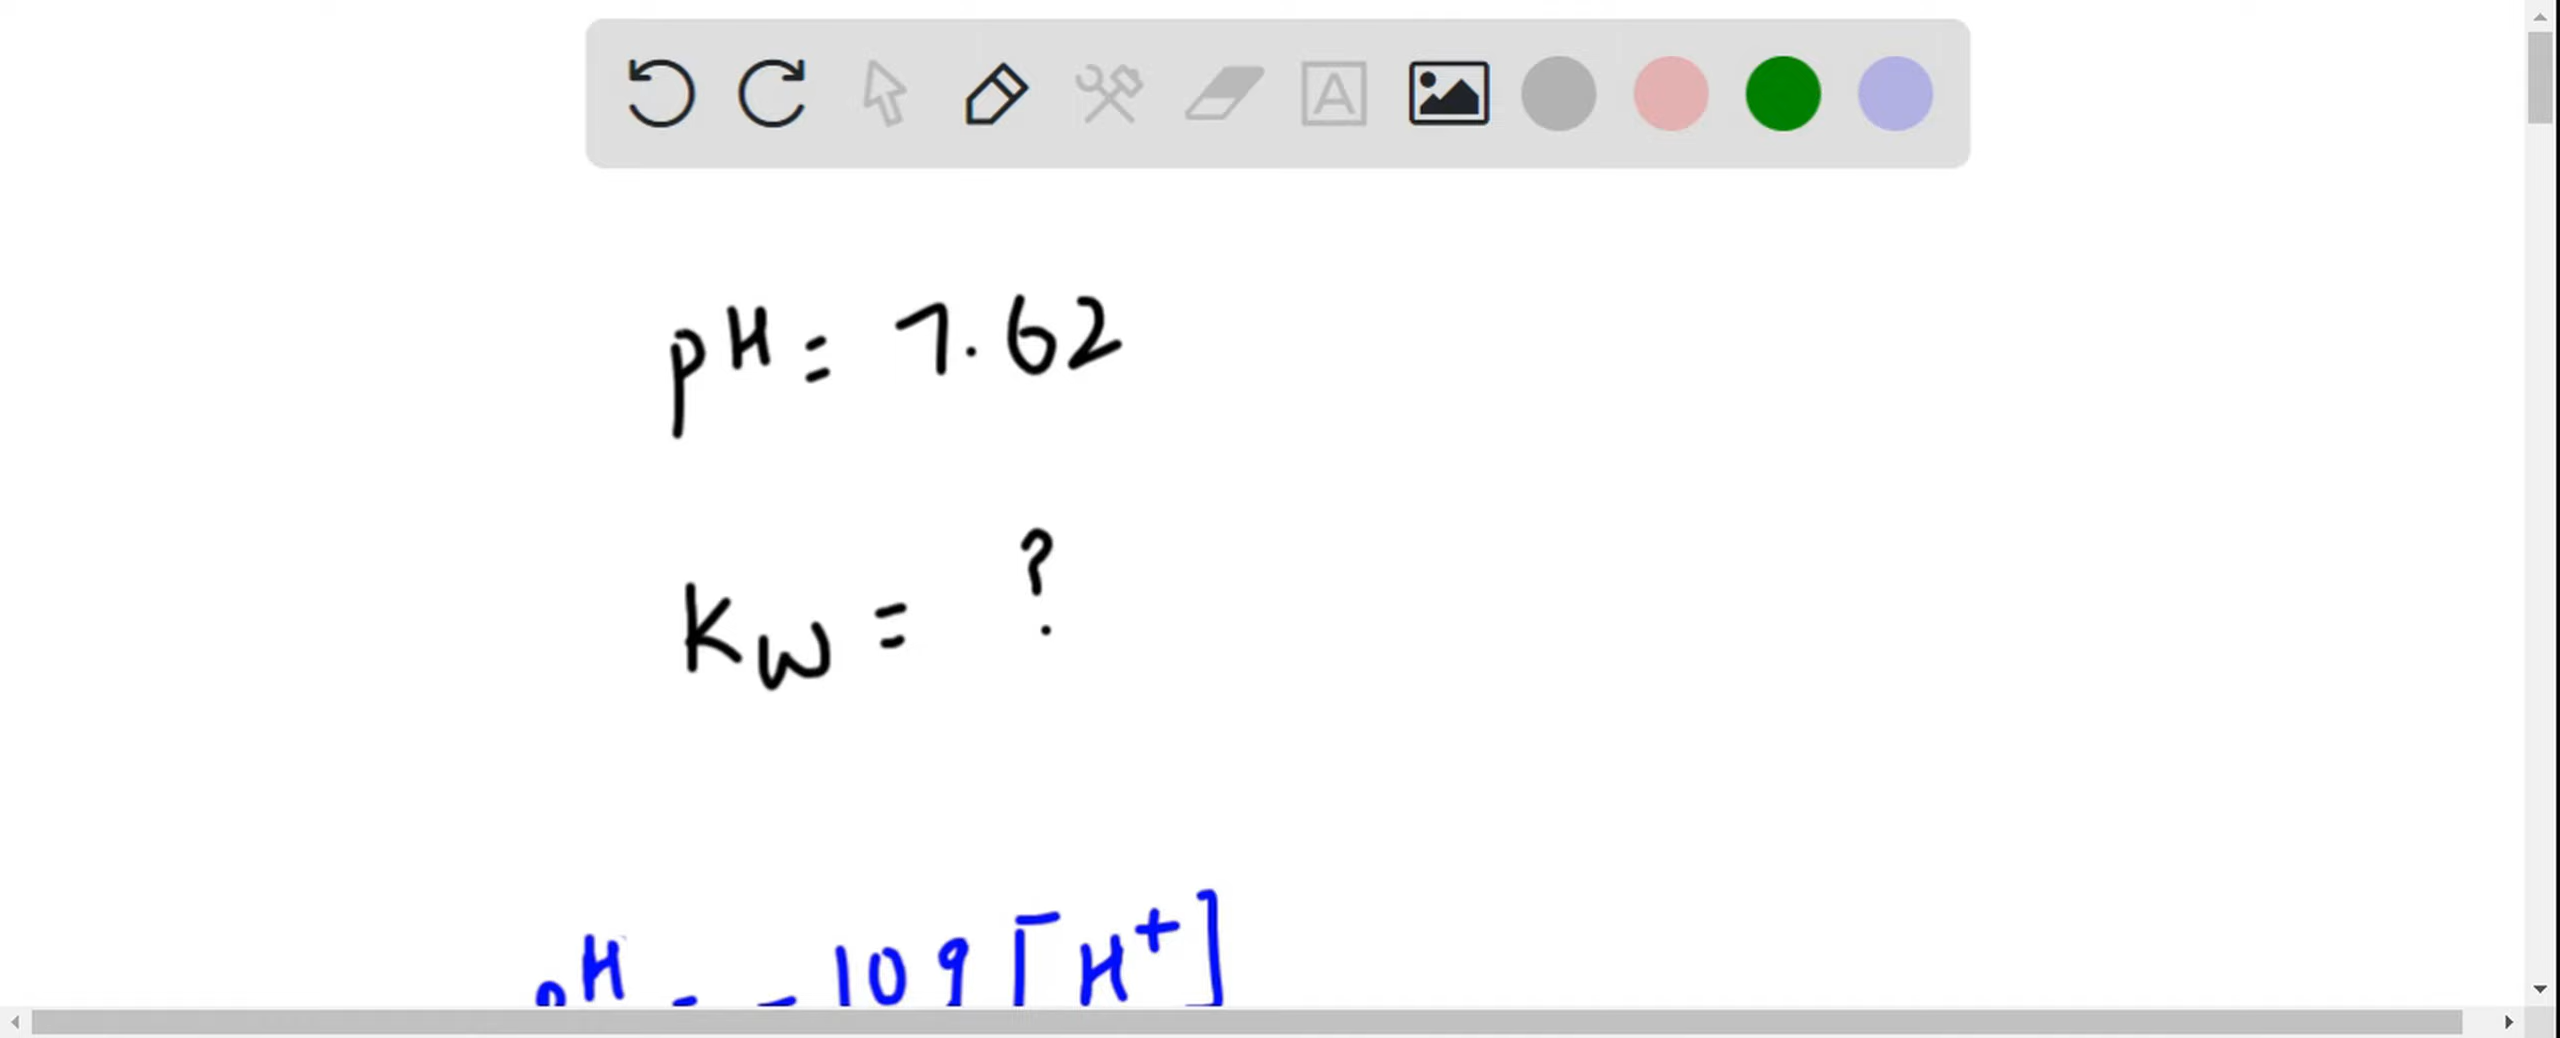 A
pH = 7.62
Kw = ?
pH = - log [H+]